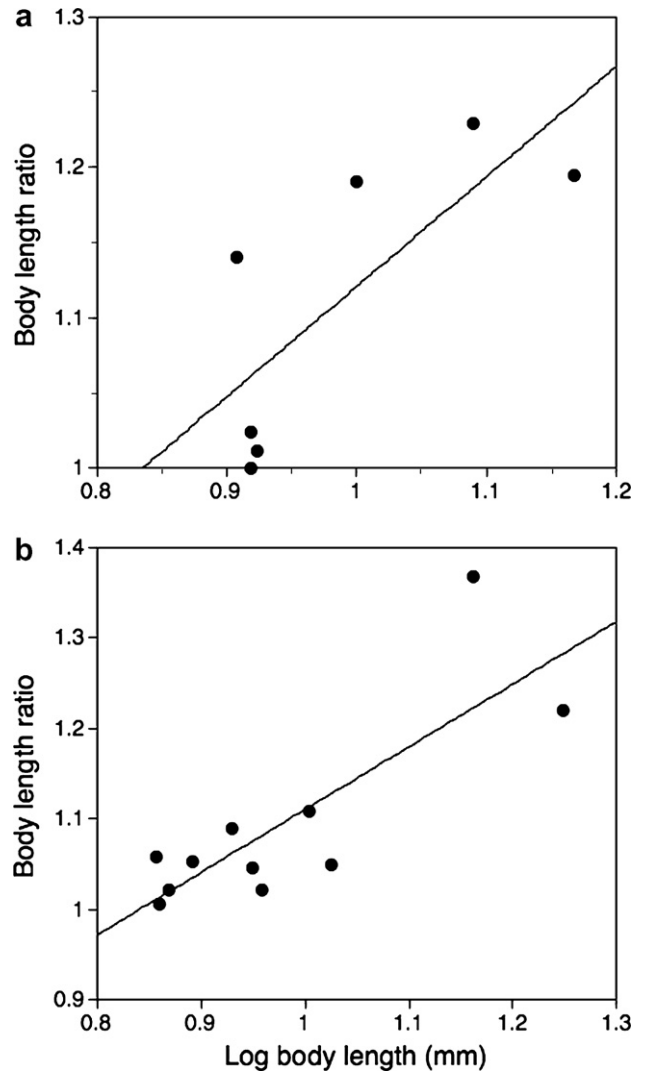 a
1.3
1.2
1.1
1
Body length ratio
0.8 0.9 1 1.1 1.2
b
1.4
1.3
1.2
1.1
1
0.9
Body length ratio
0.8 0.9 1 1.1 1.2 1.3
Log body length (mm)